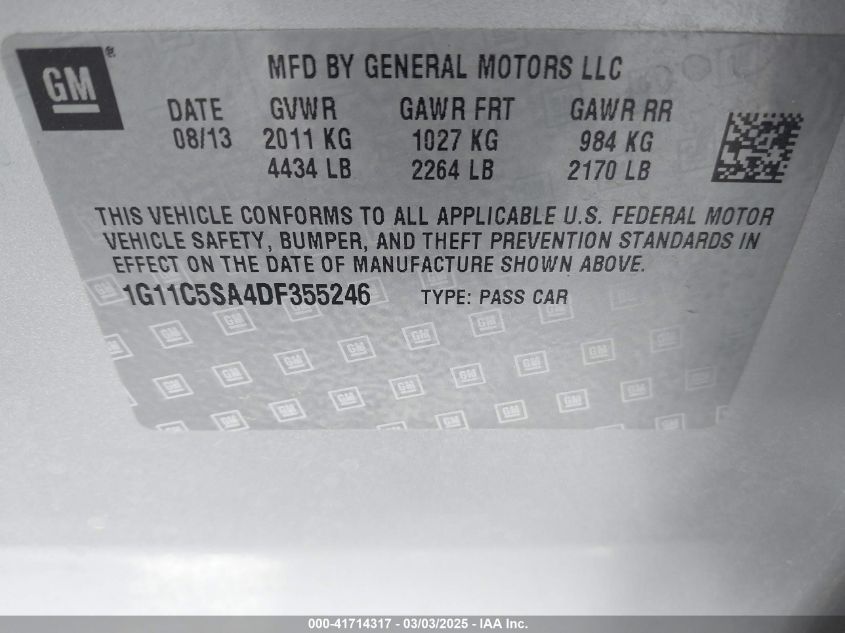 GM ®
MFD BY GENERAL MOTORS LLC
DATE GVWR GAWR FRT GAWR RR
08/13 2011 KG 1027 KG 984 KG
4434 LB 2264 LB 2170 LB
THIS VEHICLE CONFORMS TO ALL APPLICABLE U.S. FEDERAL MOTOR
VEHICLE SAFETY, BUMPER, AND THEFT PREVENTION STANDARDS IN
EFFECT ON THE DATE OF MANUFACTURE SHOWN ABOVE.
1G11C5SA4DF355246 TYPE: PASS CAR
000-41714317 - 03/03/2025 - IAA Inc.